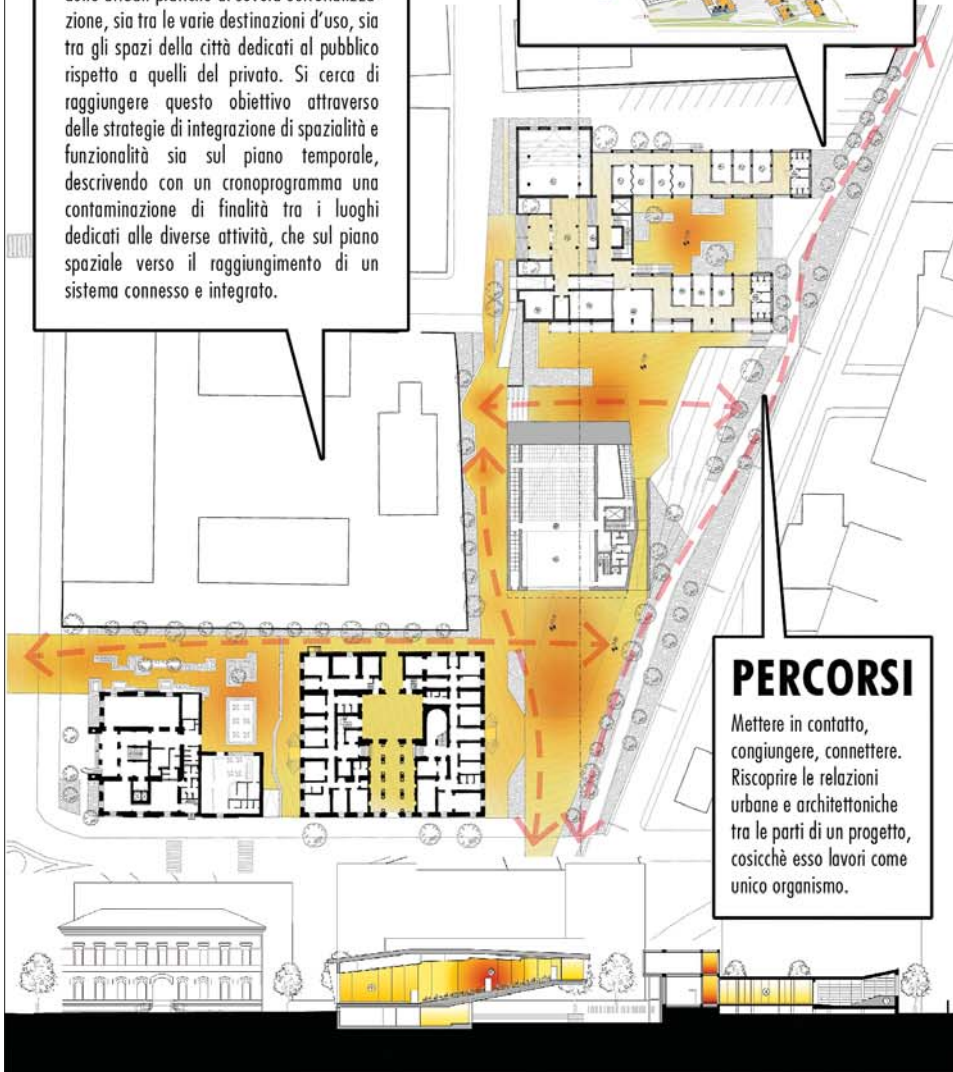 zione, sia tra le varie destinazioni d'uso, sia
tra gli spazi della città dedicati al pubblico
rispetto a quelli del privato. Si cerca di
raggiungere questo obiettivo attraverso
delle strategie di integrazione di spazialità e
funzionalità sia sul piano temporale,
descrivendo con un cronoprogramma una
contaminazione di finalità tra i luoghi
dedicati alle diverse attività, che sul piano
spaziale verso il raggiungimento di un
sistema connesso e integrato.
PERCORSI
Mettere in contatto,
congiungere, connettere.
Riscoprire le relazioni
urbane e architettoniche
tra le parti di un progetto,
cosicchè esso lavori come
unico organismo.